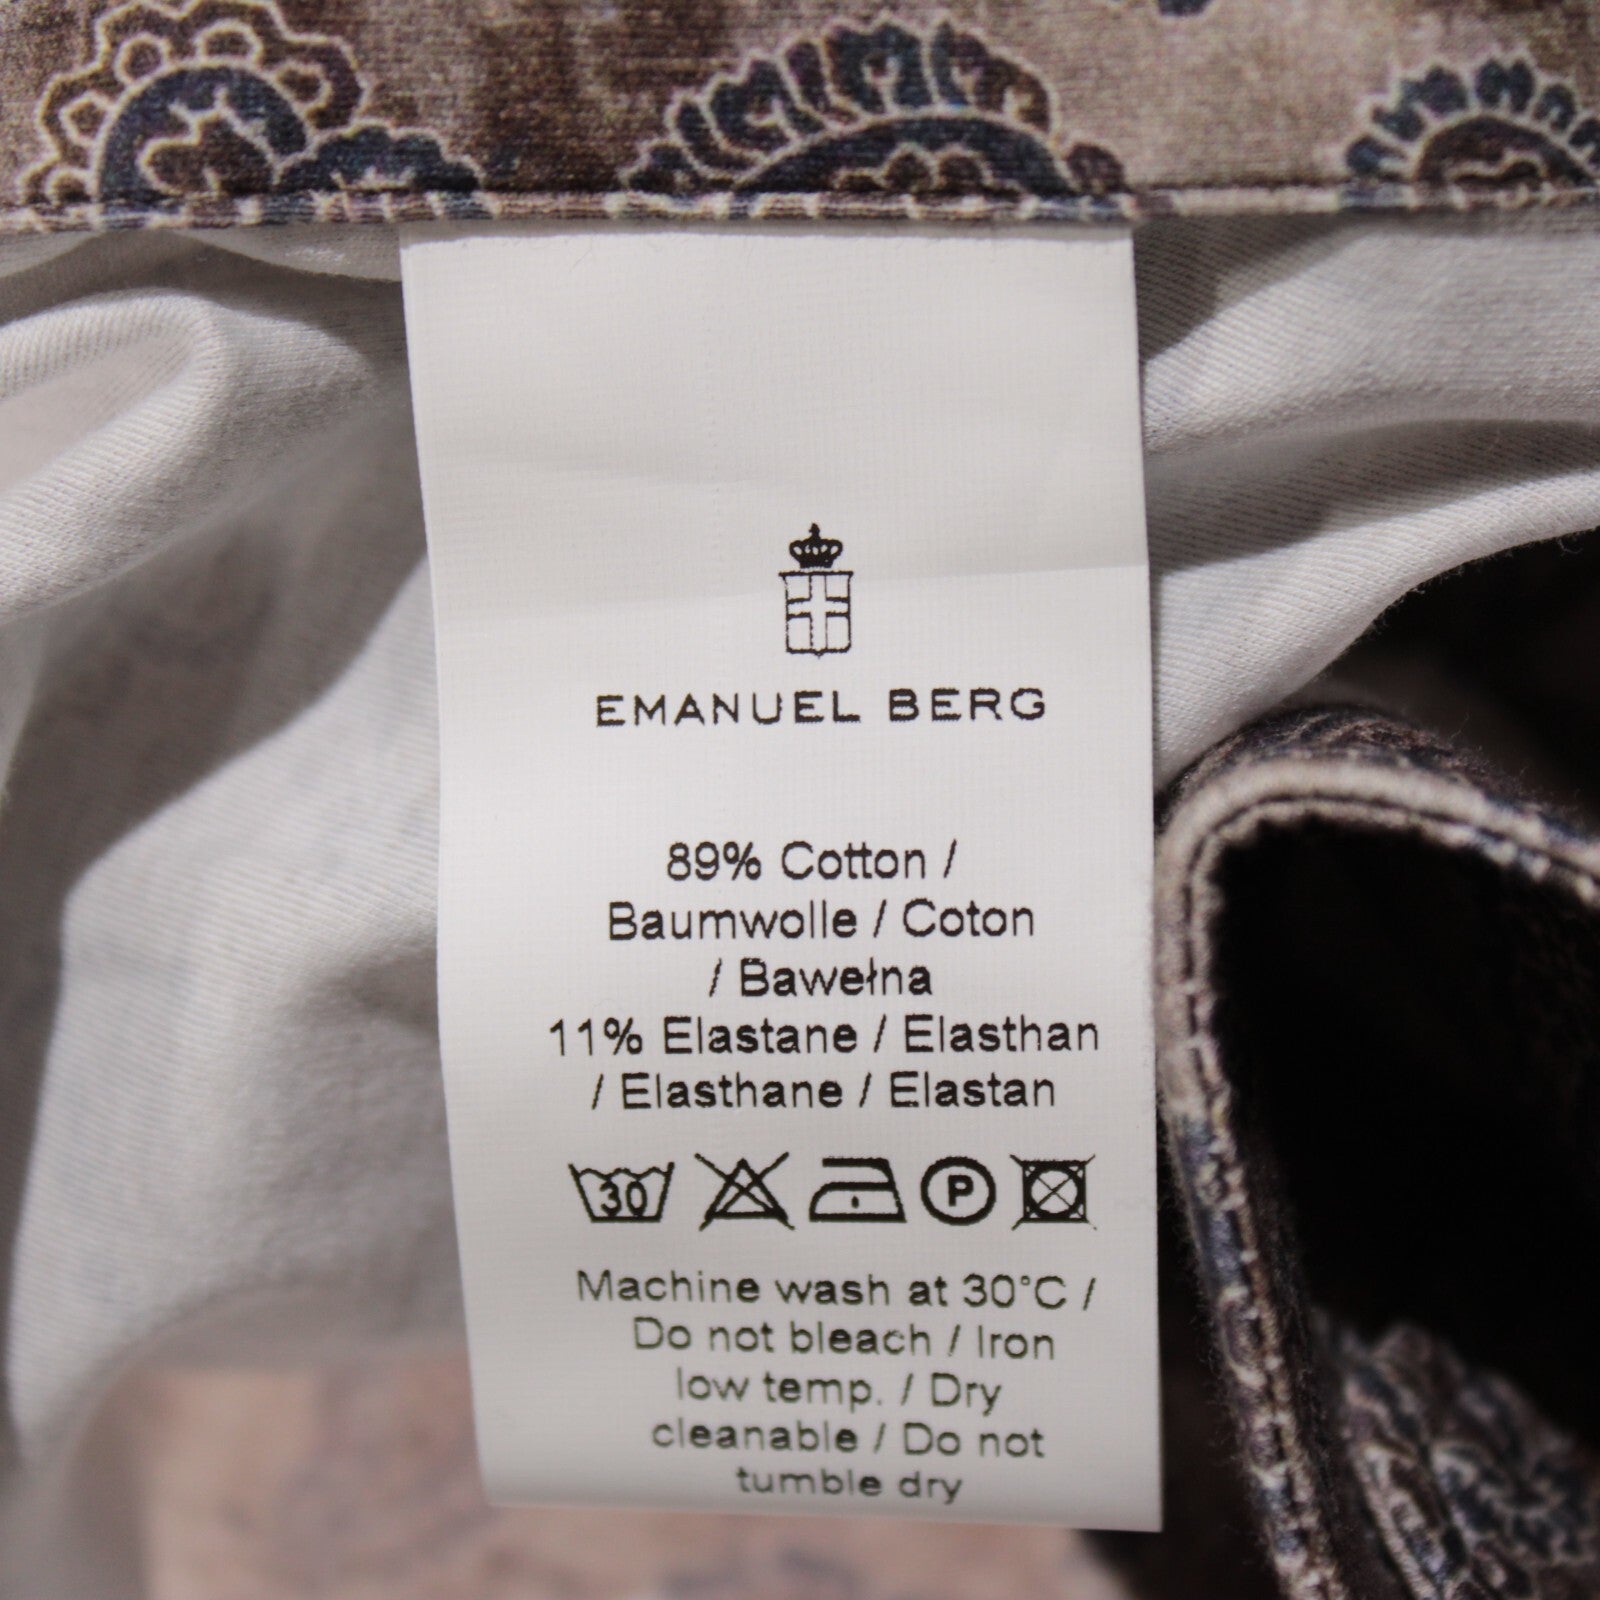 EMANUEL BERG
89% Cotton /
Baumwolle / Coton
/ Bawełna
11% Elastane / Elasthan
/ Elasthane / Elastan
30 P
Machine wash at 30°C /
Do not bleach / Iron
low temp. / Dry
cleanable / Do not
tumble dry